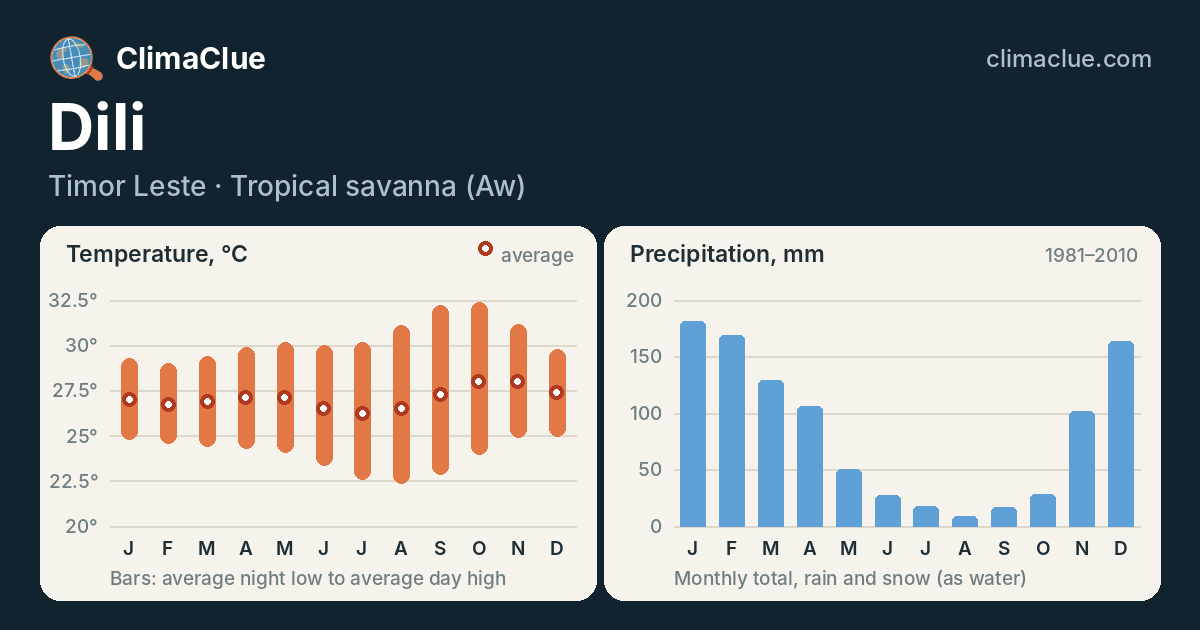 ClimaClue
climaclue.com
Dili
Timor Leste · Tropical savanna (Aw)
Temperature, °C
average
32.5°
30°
27.5°
25°
22.5°
20°
J F M A M J J A S O N D
Bars: average night low to average day high
Precipitation, mm
1981–2010
200
150
100
50
0
J F M A M J J A S O N D
Monthly total, rain and snow (as water)